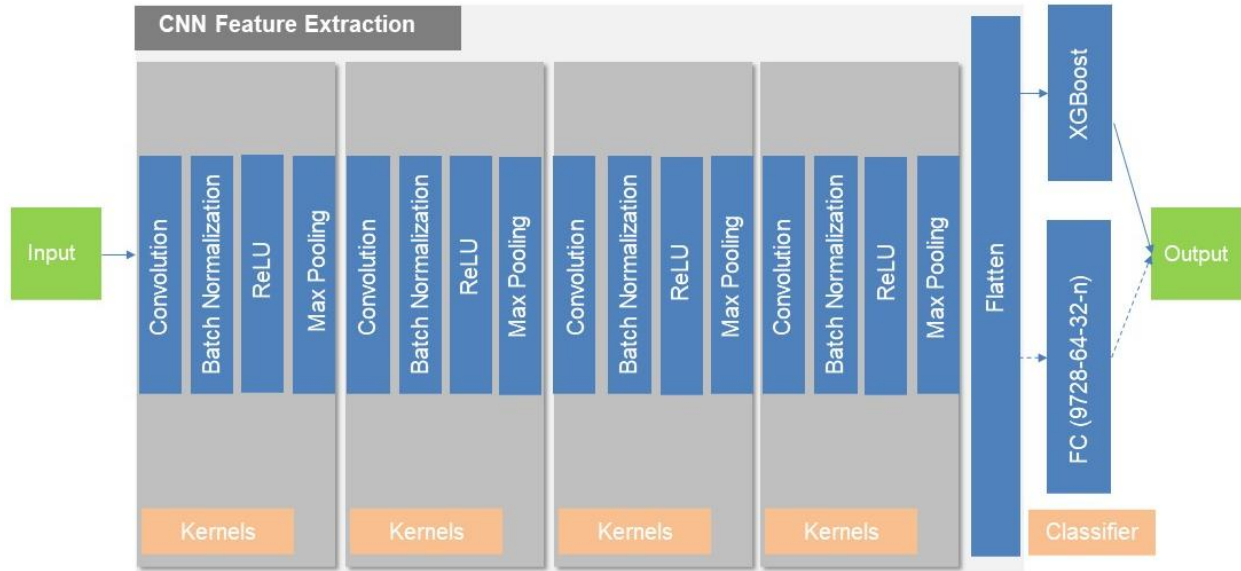 CNN Feature Extraction
Input
Convolution
Batch Normalization
ReLU
Max Pooling
Kernels
Convolution
Batch Normalization
ReLU
Max Pooling
Kernels
Convolution
Batch Normalization
ReLU
Max Pooling
Kernels
Convolution
Batch Normalization
ReLU
Max Pooling
Kernels
Flatten
XGBoost
FC (9728-64-32-n)
Classifier
Output